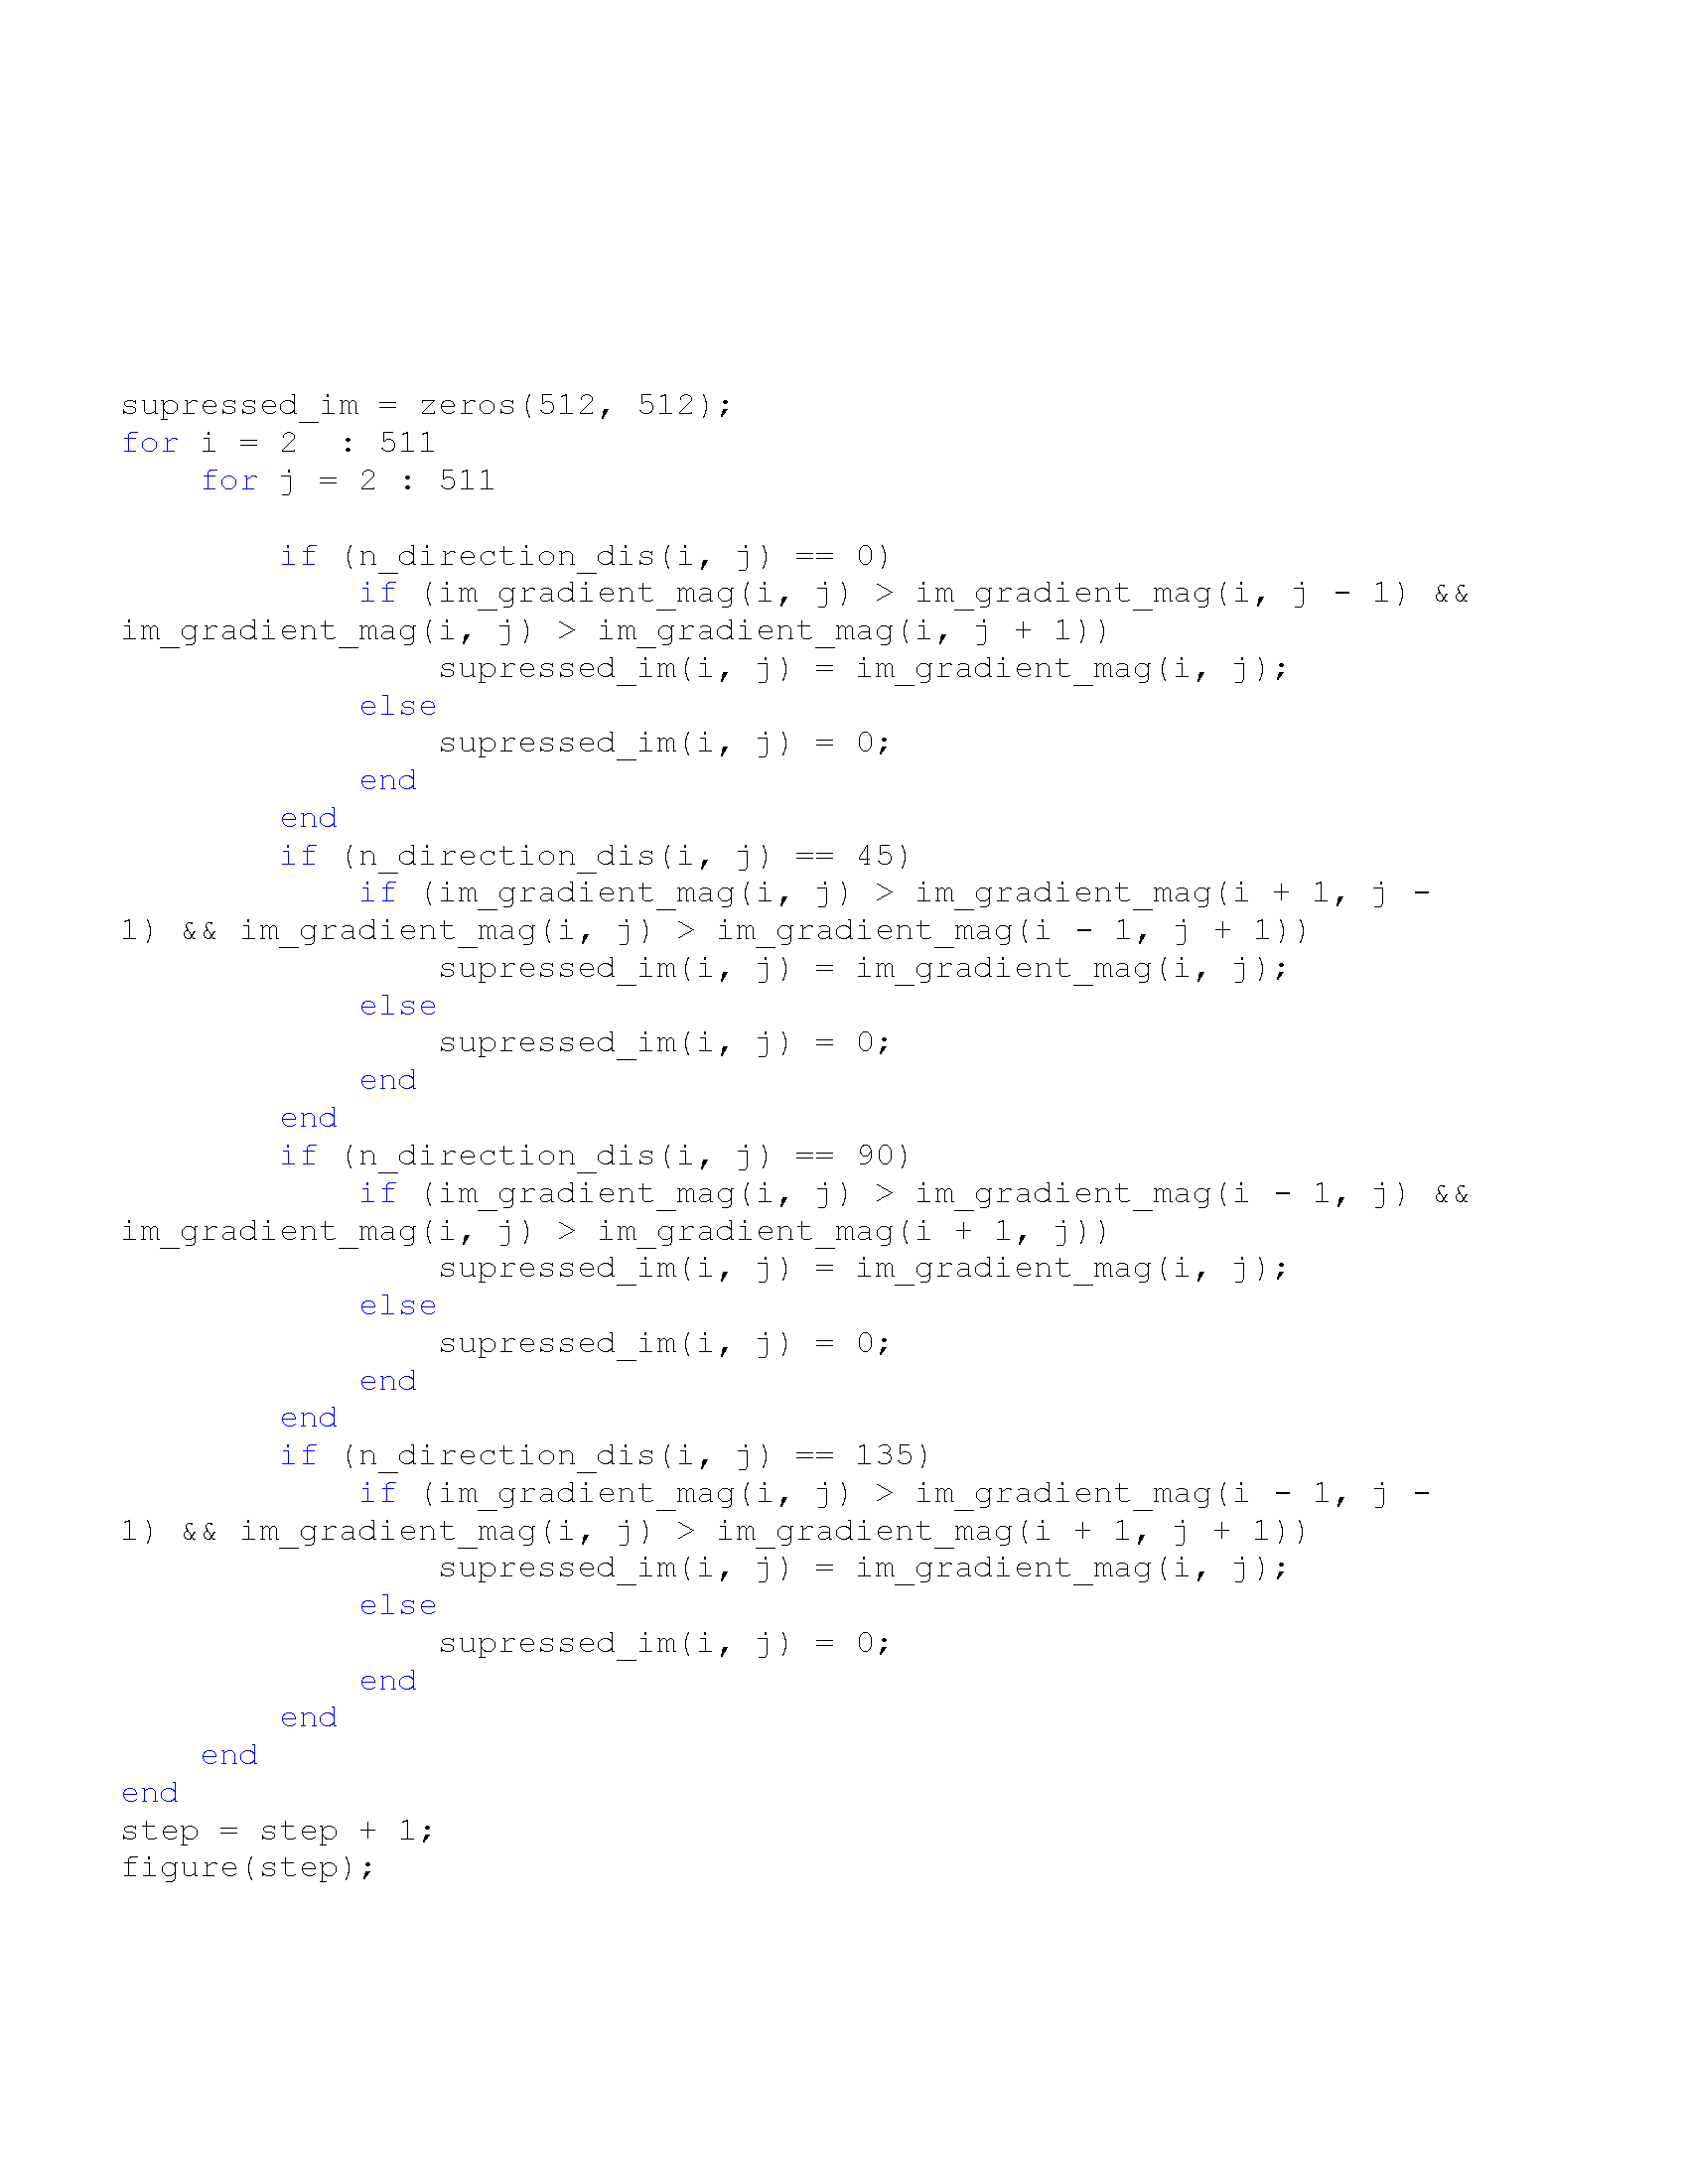 supressed_im = zeros(512, 512);
for i = 2  : 511
    for j = 2 : 511

        if (n_direction_dis(i, j) == 0)
            if (im_gradient_mag(i, j) > im_gradient_mag(i, j - 1) &&
im_gradient_mag(i, j) > im_gradient_mag(i, j + 1))
                supressed_im(i, j) = im_gradient_mag(i, j);
            else
                supressed_im(i, j) = 0;
            end
        end
        if (n_direction_dis(i, j) == 45)
            if (im_gradient_mag(i, j) > im_gradient_mag(i + 1, j -
1) && im_gradient_mag(i, j) > im_gradient_mag(i - 1, j + 1))
                supressed_im(i, j) = im_gradient_mag(i, j);
            else
                supressed_im(i, j) = 0;
            end
        end
        if (n_direction_dis(i, j) == 90)
            if (im_gradient_mag(i, j) > im_gradient_mag(i - 1, j) &&
im_gradient_mag(i, j) > im_gradient_mag(i + 1, j))
                supressed_im(i, j) = im_gradient_mag(i, j);
            else
                supressed_im(i, j) = 0;
            end
        end
        if (n_direction_dis(i, j) == 135)
            if (im_gradient_mag(i, j) > im_gradient_mag(i - 1, j -
1) && im_gradient_mag(i, j) > im_gradient_mag(i + 1, j + 1))
                supressed_im(i, j) = im_gradient_mag(i, j);
            else
                supressed_im(i, j) = 0;
            end
        end
    end
end
step = step + 1;
figure(step);